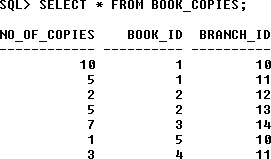 SQL> SELECT * FROM BOOK_COPIES;
NO_OF_COPIES BOOK_ID BRANCH_ID
------------ ---------- ----------
10 1 10
5 1 11
2 2 12
5 2 13
7 3 14
1 5 10
3 4 11